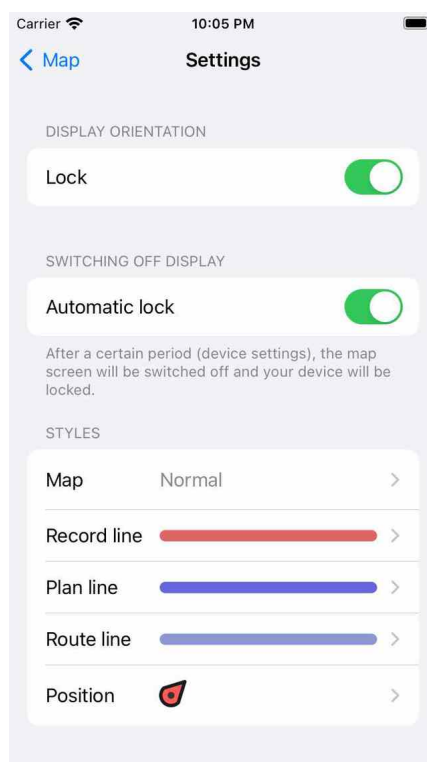 Carrier 10:05 PM
Map Settings
DISPLAY ORIENTATION
Lock
SWITCHING OFF DISPLAY
Automatic lock
After a certain period (device settings), the map
screen will be switched off and your device will be
locked.
STYLES
Map Normal
Record line
Plan line
Route line
Position